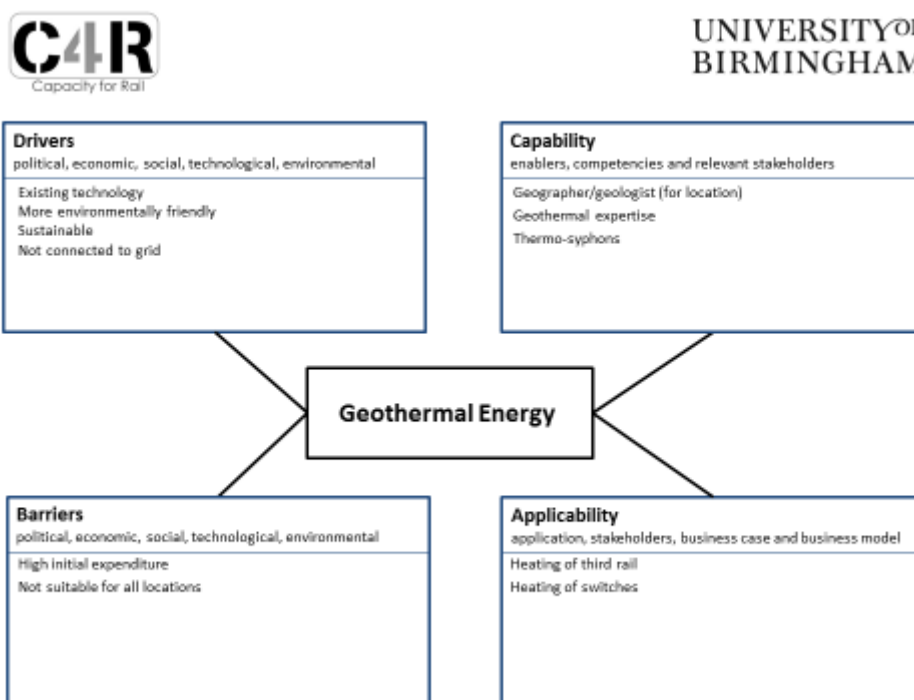 C4R
Capacity for Rail
UNIVERSITY OF
BIRMINGHAM
Drivers
political, economic, social, technological, environmental
Existing technology
More environmentally friendly
Sustainable
Not connected to grid
Capability
enablers, competencies and relevant stakeholders
Geographer/geologist (for location)
Geothermal expertise
Thermo-syphons
Geothermal Energy
Barriers
political, economic, social, technological, environmental
High initial expenditure
Not suitable for all locations
Applicability
application, stakeholders, business case and business model
Heating of third rail
Heating of switches